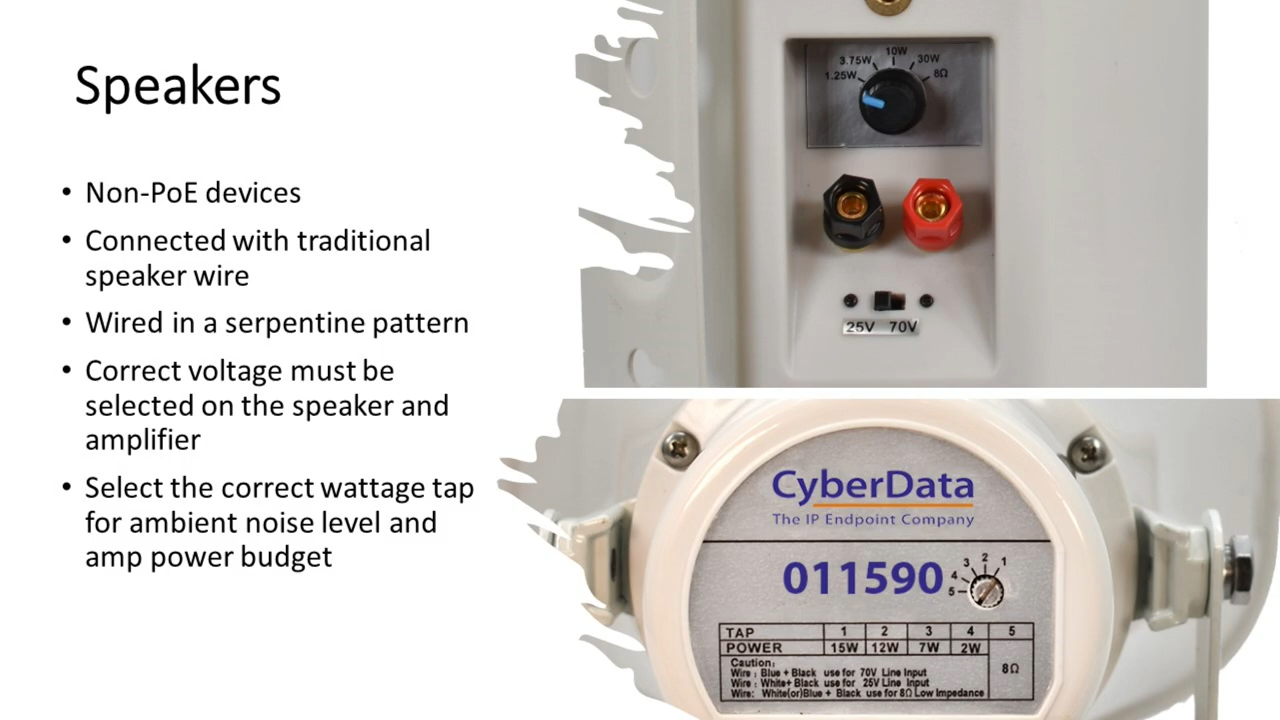 Speakers
• Non-PoE devices
• Connected with traditional
speaker wire
• Wired in a serpentine pattern
• Correct voltage must be
selected on the speaker and
amplifier
• Select the correct wattage tap
for ambient noise level and
amp power budget
1.25W 3.75W 10W 30W 8Ω
25V 70V
CyberData
The IP Endpoint Company
011590
5 4 3 2 1
TAP 1 2 3 4 5
POWER 15W 12W 7W 2W 8Ω
Caution:
Wire : Blue + Black use for 70V Line Input
Wire : White+ Black use for 25V Line Input
Wire: White(or)Blue + Black use for 8Ω Low Impedance